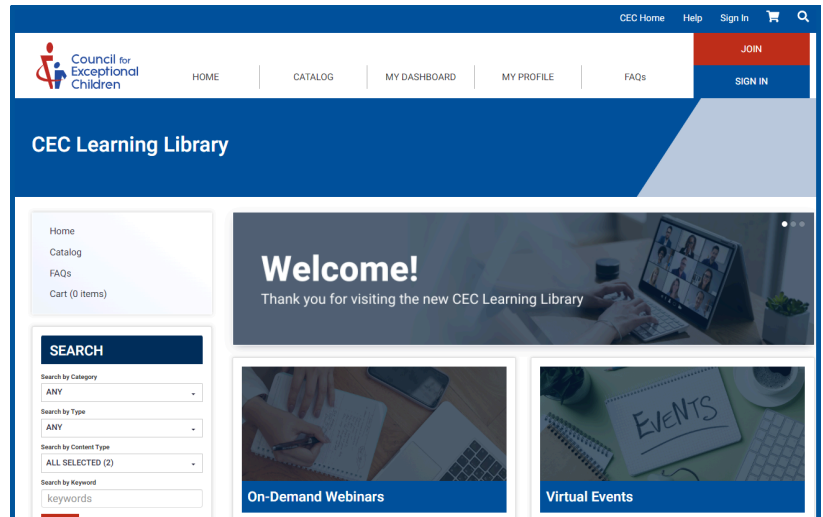 CEC Home Help Sign In
JOIN
Council for
Exceptional
Children
HOME CATALOG MY DASHBOARD MY PROFILE FAQs
SIGN IN
CEC Learning Library
Home
Catalog
FAQs
Cart (0 items)
Welcome!
Thank you for visiting the new CEC Learning Library
SEARCH
Search by Category
ANY
Search by Type
ANY
Search by Content Type
ALL SELECTED (2)
Search by Keyword
keywords
EVENTS
On-Demand Webinars
Virtual Events